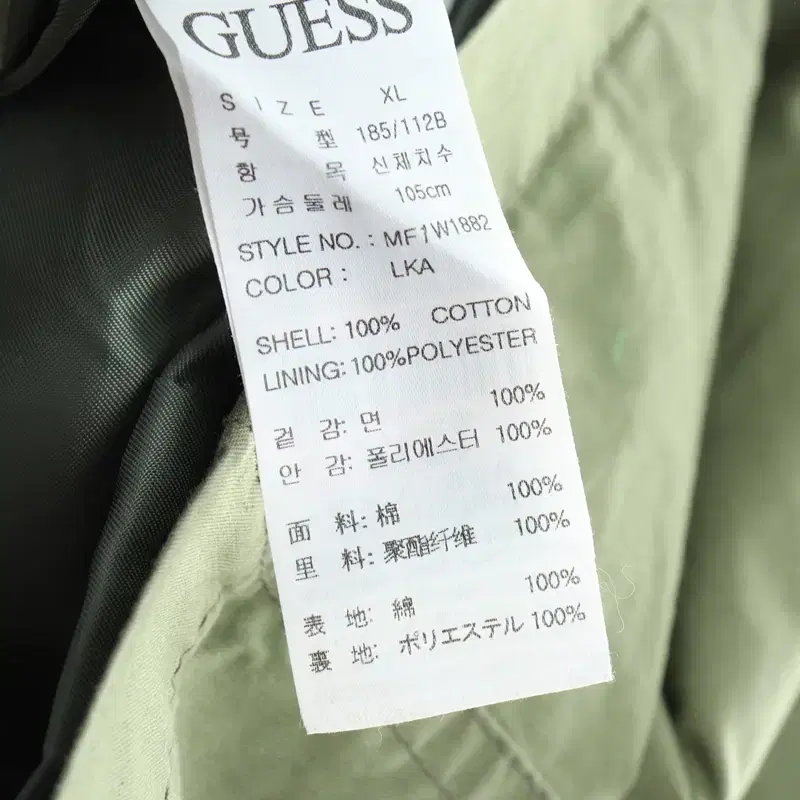 GUESS
SIZE XL
号 型 185/112B
항 목 신체치수
가슴둘레 105cm
STYLE NO. : MF1W1882
COLOR : LKA
SHELL: 100% COTTON
LINING: 100%POLYESTER
겉 감: 면 100%
안 감: 폴리에스터 100%
面 料: 棉 100%
里 料: 聚酯纤维 100%
表 地: 綿 100%
裏 地: ポリエステル 100%